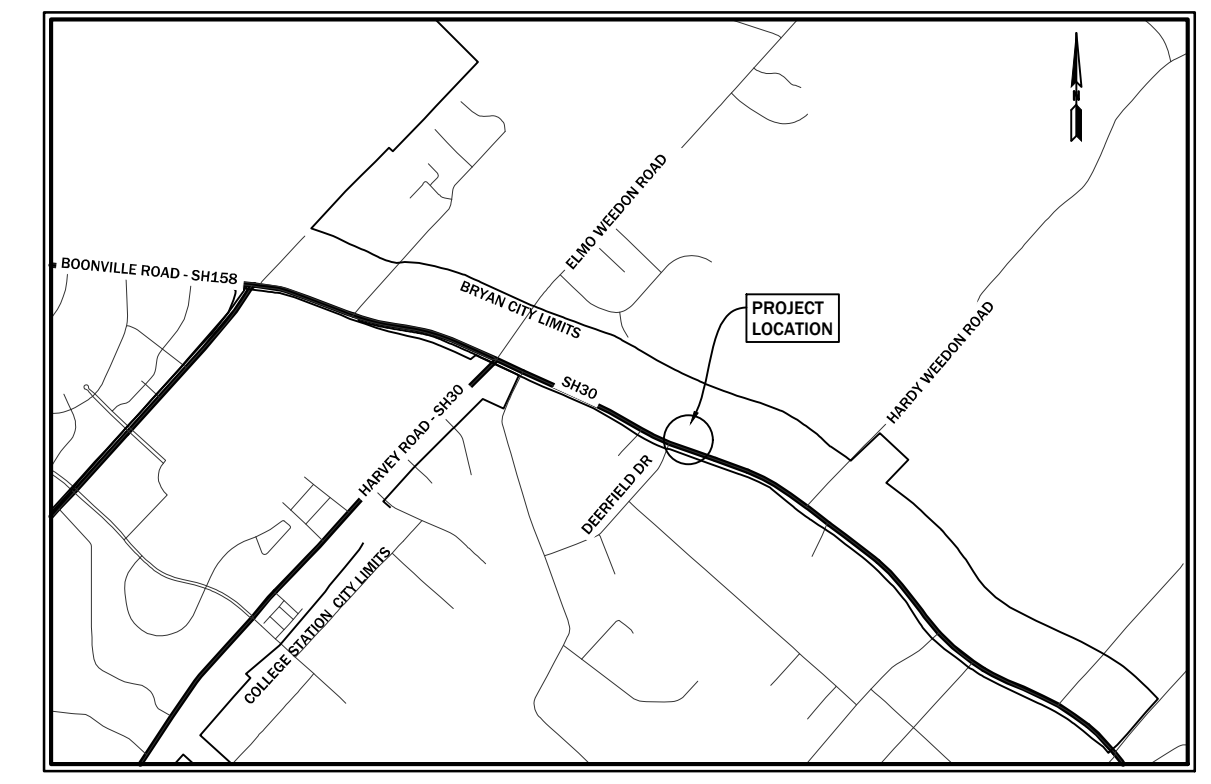 N
ELMO WEEDON ROAD
BOONVILLE ROAD - SH158
BRYAN CITY LIMITS
PROJECT
LOCATION
HARDY WEEDON ROAD
SH30
HARVEY ROAD - SH30
DEERFIELD DR
COLLEGE STATION CITY LIMITS